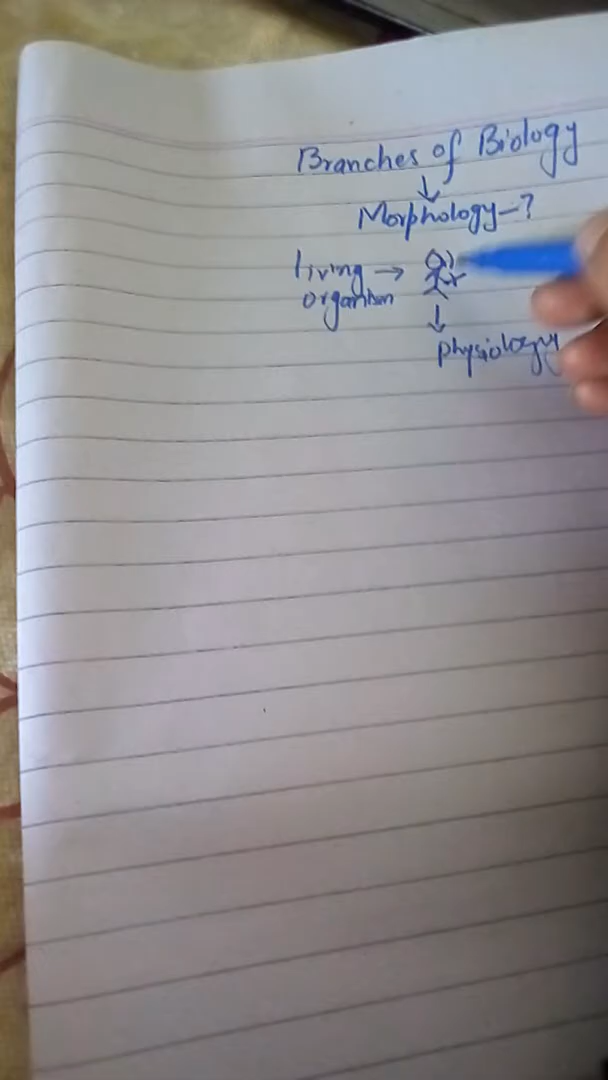 Branches of Biology
↓
Morphology-?
living →
organism
↓
physiology